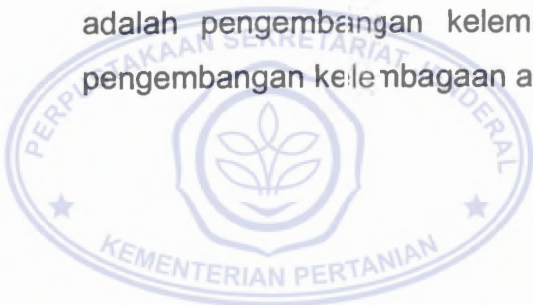 adalah pengembangan kelem
pengembangan kelembagaan a
PERPUSTAKAAN SEKRETARIAT JENDERAL
KEMENTERIAN PERTANIAN